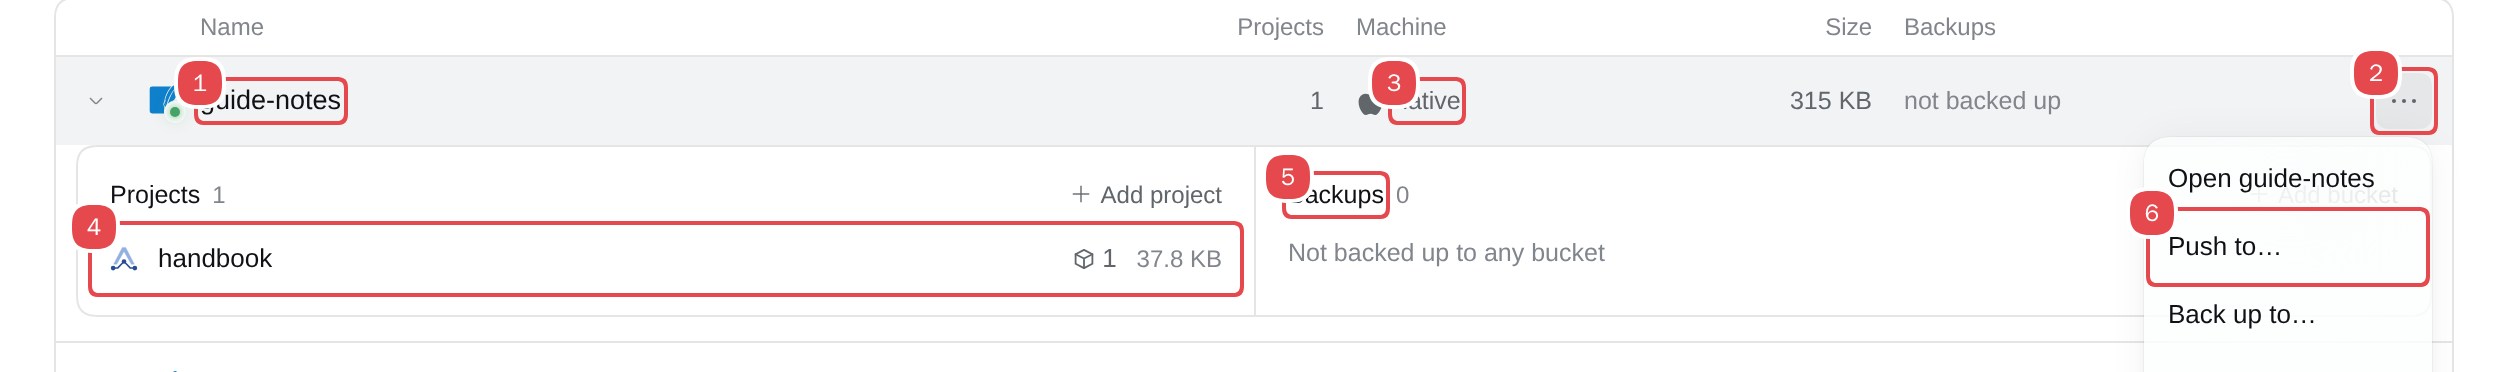 Name Projects Machine Size Backups
1 3 2
uide-notes 1 ative 315 KB not backed up ...
5
Projects 1 + Add project ackups 0 Open guide-notes
Add bucket
4 6
handbook 1 37.8 KB Not backed up to any bucket Push to...
Back up to...